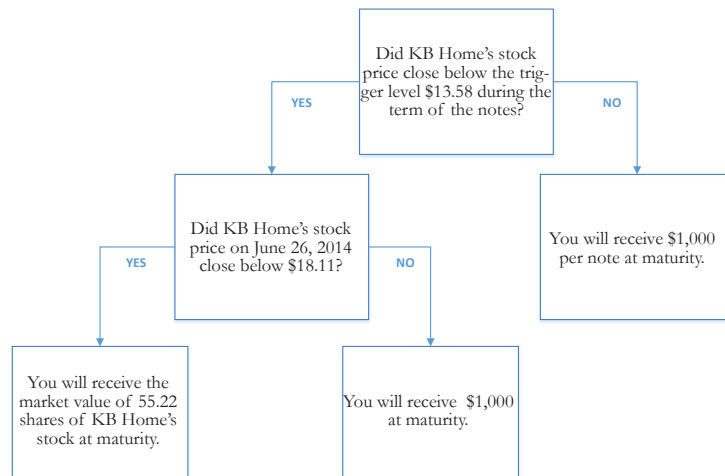 Did KB Home's stock
price close below the trig-
ger level $13.58 during the
term of the notes?
YES
NO
Did KB Home's stock
price on June 26, 2014
close below $18.11?
You will receive $1,000
per note at maturity.
YES
NO
You will receive the
market value of 55.22
shares of KB Home's
stock at maturity.
You will receive $1,000
at maturity.